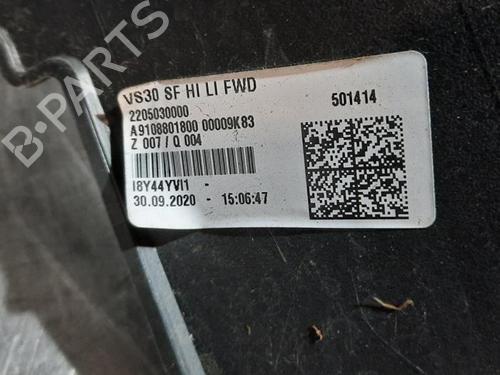 B-PARTS
VS30 SF HI LI FWD
2205030000
501414
A9108801800 00009K83
Z 007 / Q 004
I8Y44YVI1 -
30.09.2020 - 15:06:47